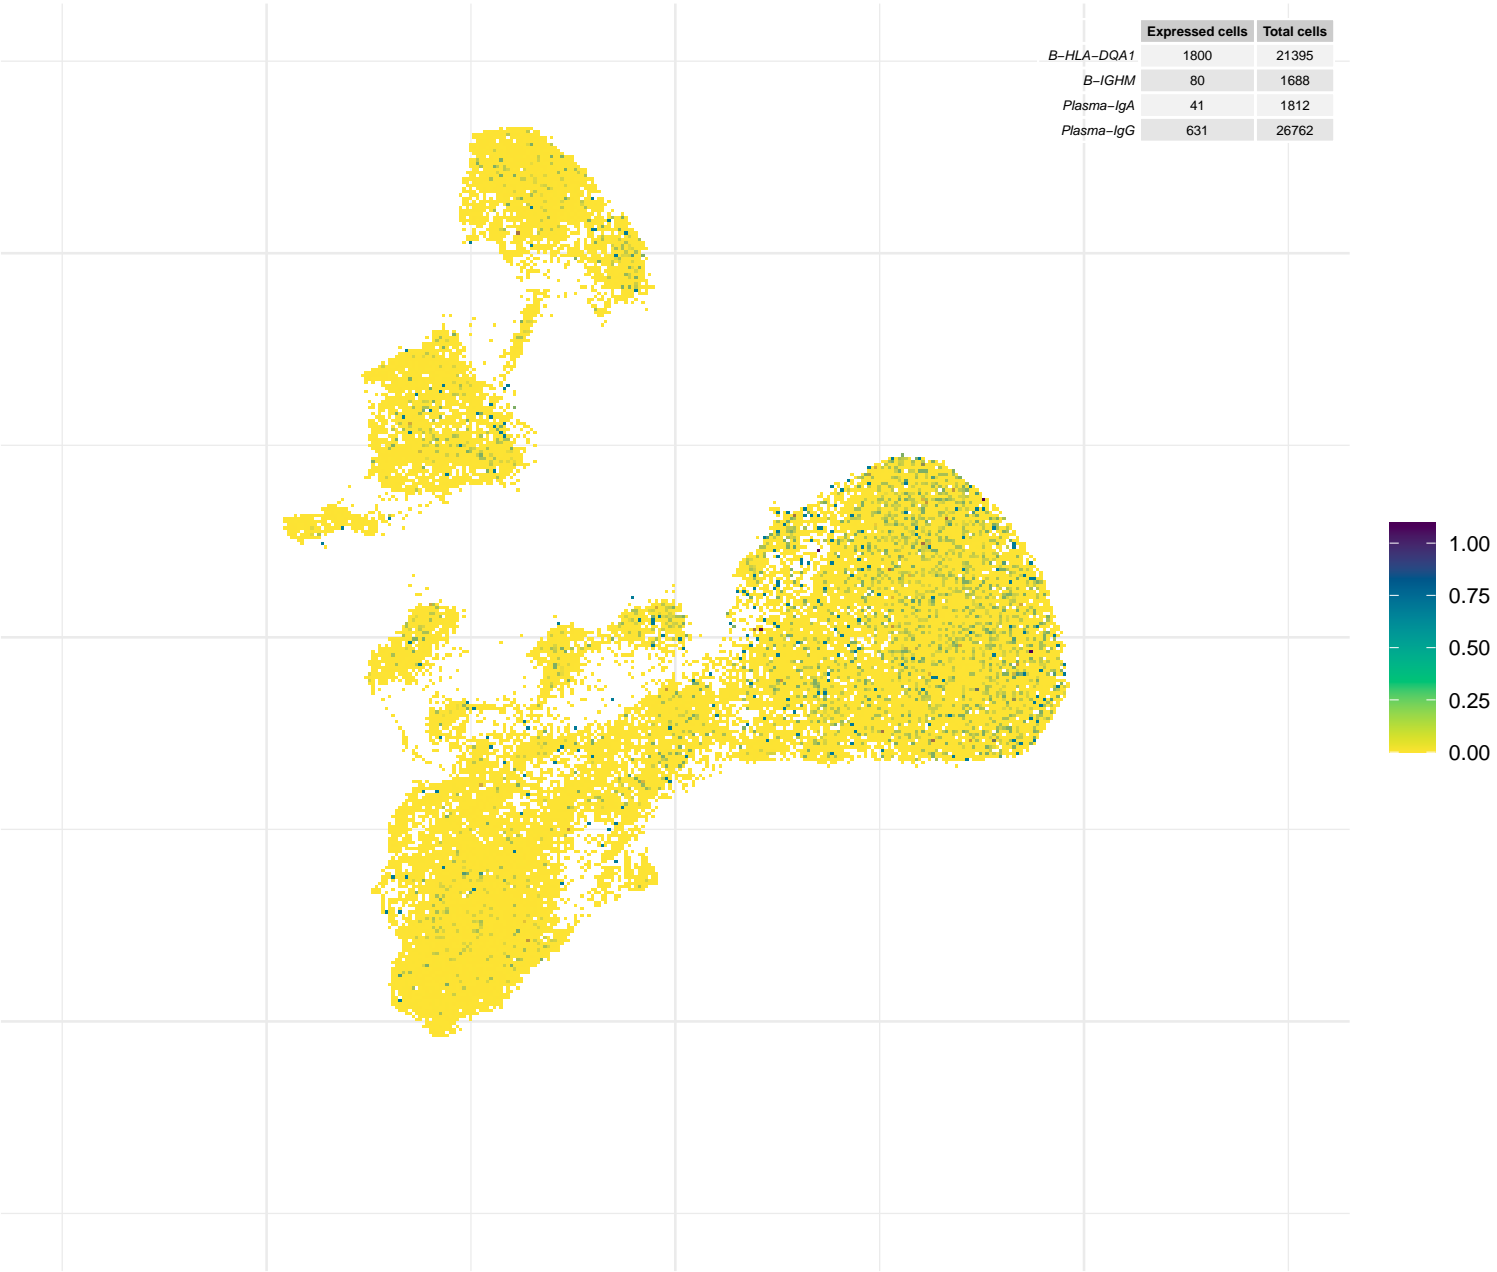 Expressed cells Total cells
B−HLA−DQA1 1800 21395
B−IGHM 80 1688
Plasma−IgA 41 1812
Plasma−IgG 631 26762
1.00
0.75
0.50
0.25
0.00